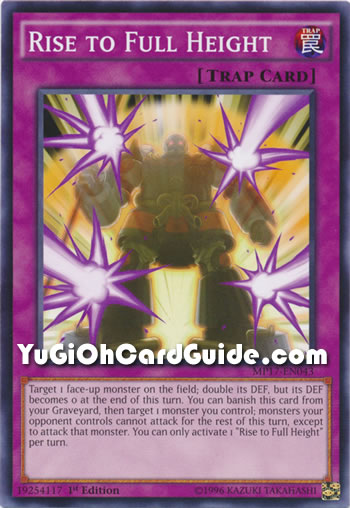 Rise to Full Height
TRAP
罠
[Trap Card]
YuGiOhCardGuide.com
MP17-EN043
Target 1 face-up monster on the field; double its DEF, but its DEF
becomes 0 at the end of this turn. You can banish this card from
your Graveyard, then target 1 monster you control; monsters your
opponent controls cannot attack for the rest of this turn, except
to attack that monster. You can only activate 1 "Rise to Full Height"
per turn.
19254117 1st Edition ©1996 KAZUKI TAKAHASHI